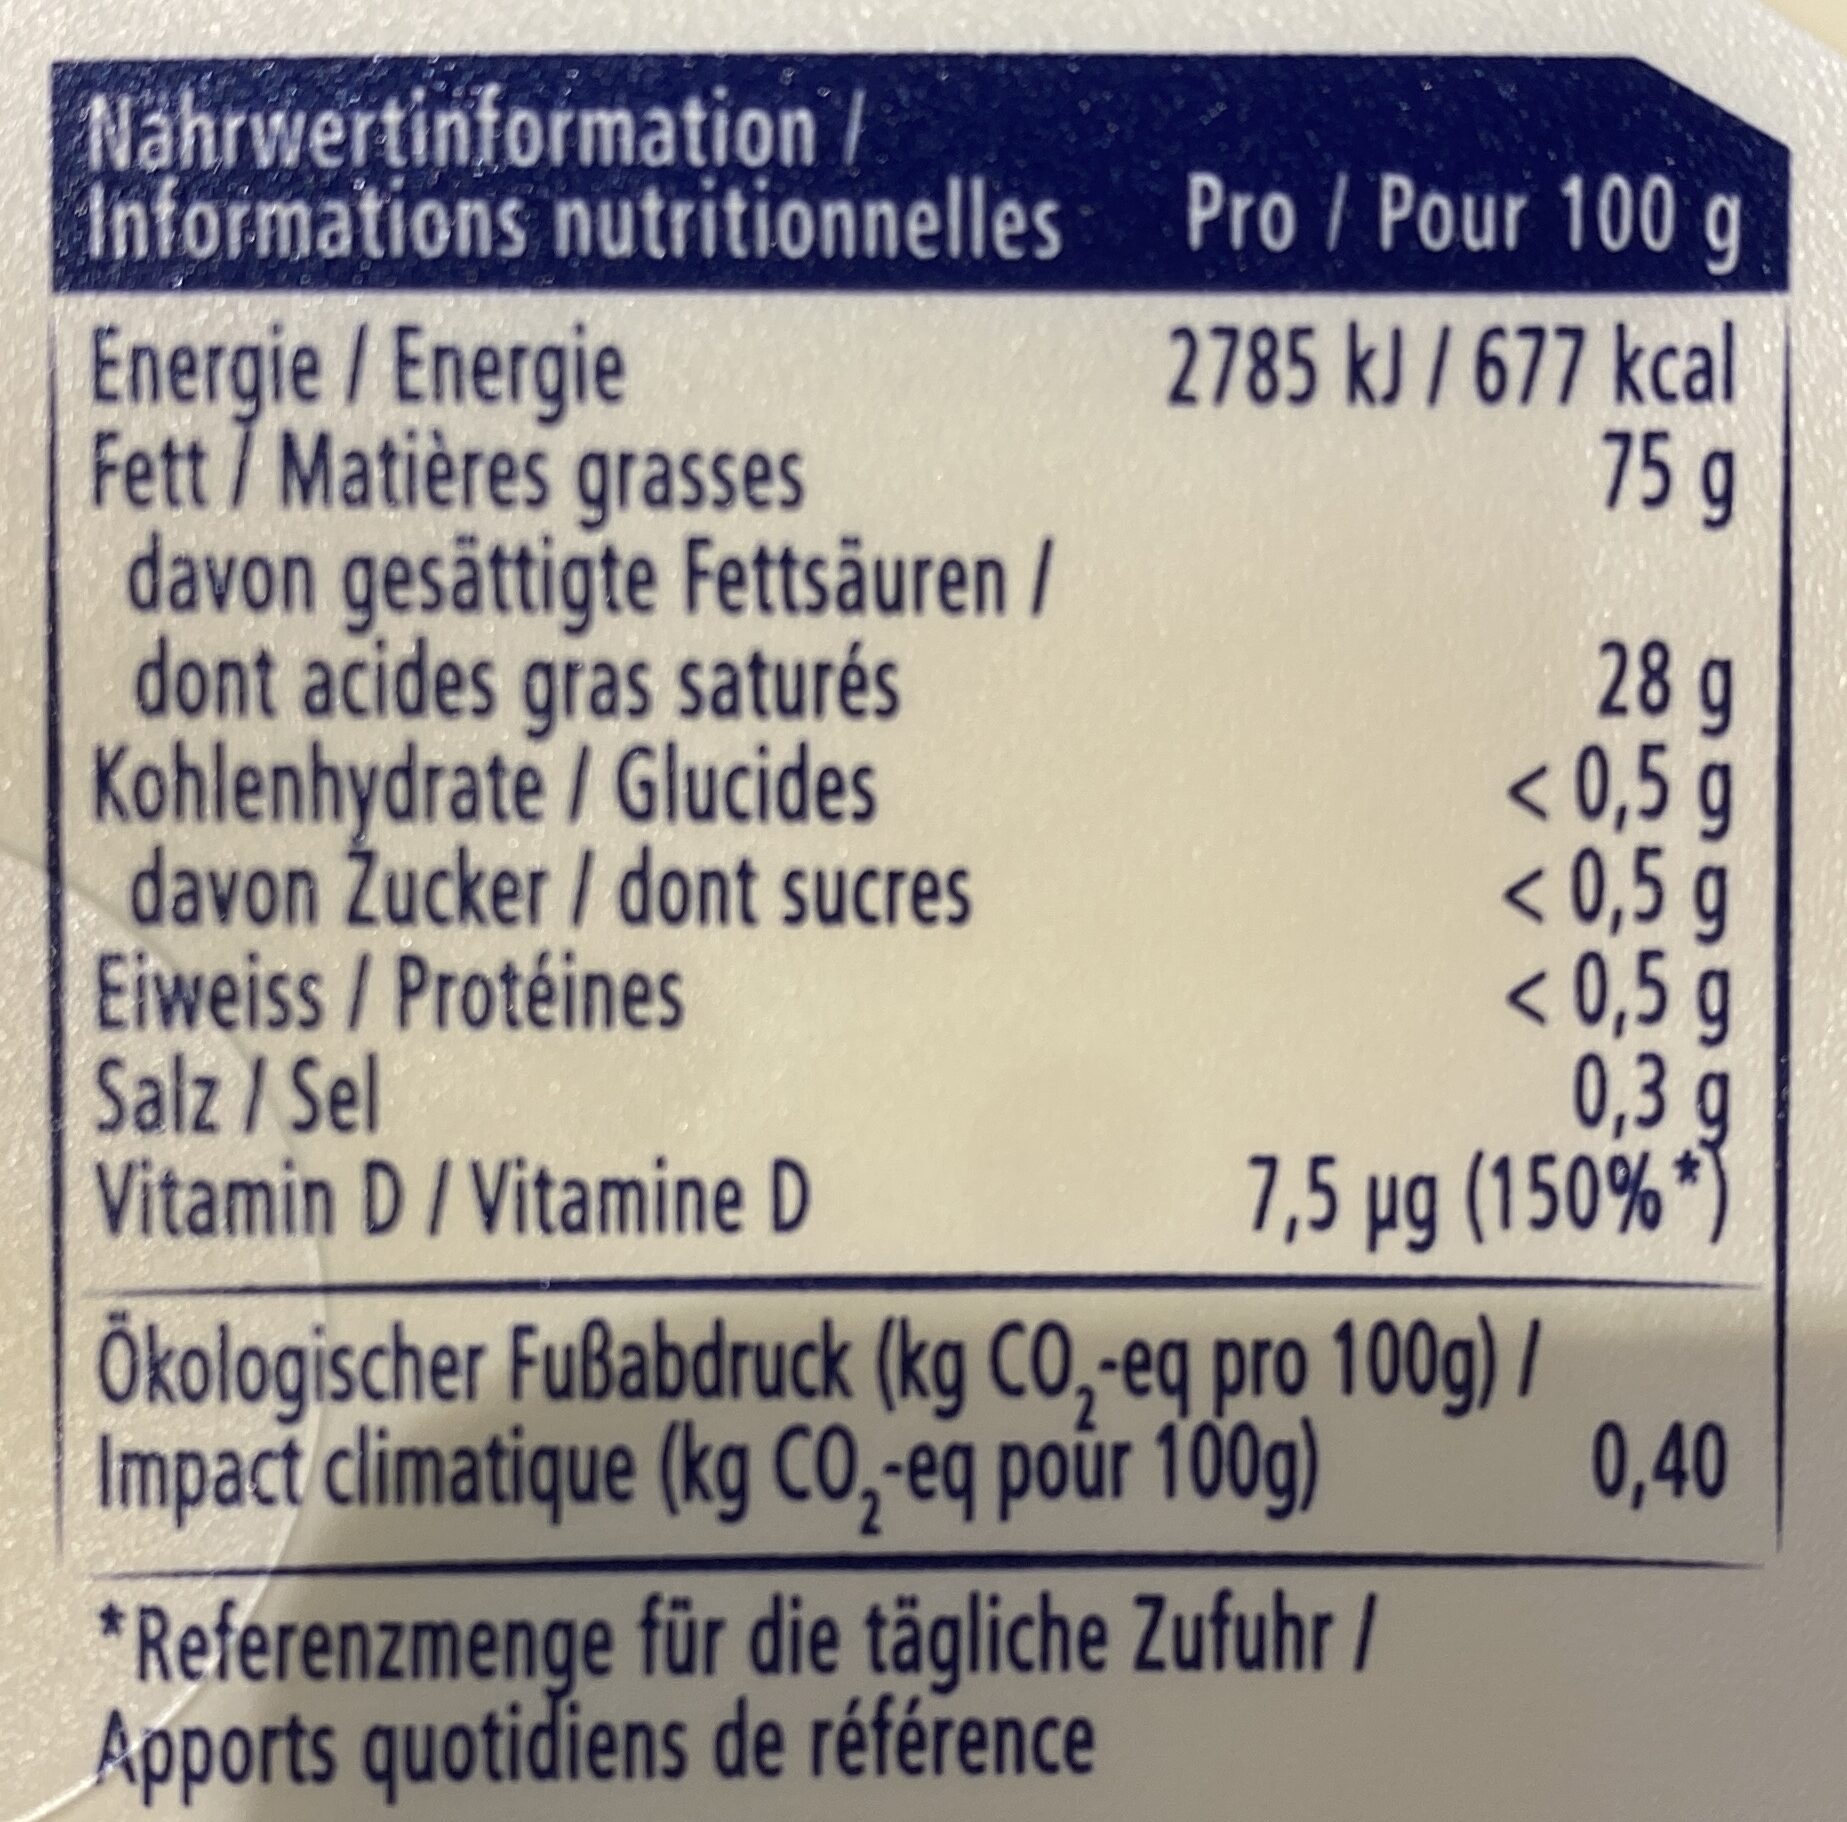 Nährwertinformation /
Informations nutritionnelles Pro / Pour 100 g
Energie / Energie 2785 kJ / 677 kcal
Fett / Matières grasses 75 g
davon gesättigte Fettsäuren /
dont acides gras saturés 28 g
Kohlenhydrate / Glucides < 0,5 g
davon Zucker / dont sucres < 0,5 g
Eiweiss / Protéines < 0,5 g
Salz / Sel 0,3 g
Vitamin D / Vitamine D 7,5 µg (150%*)
Ökologischer Fußabdruck (kg CO₂-eq pro 100g) /
Impact climatique (kg CO₂-eq pour 100g) 0,40
*Referenzmenge für die tägliche Zufuhr /
Apports quotidiens de référence